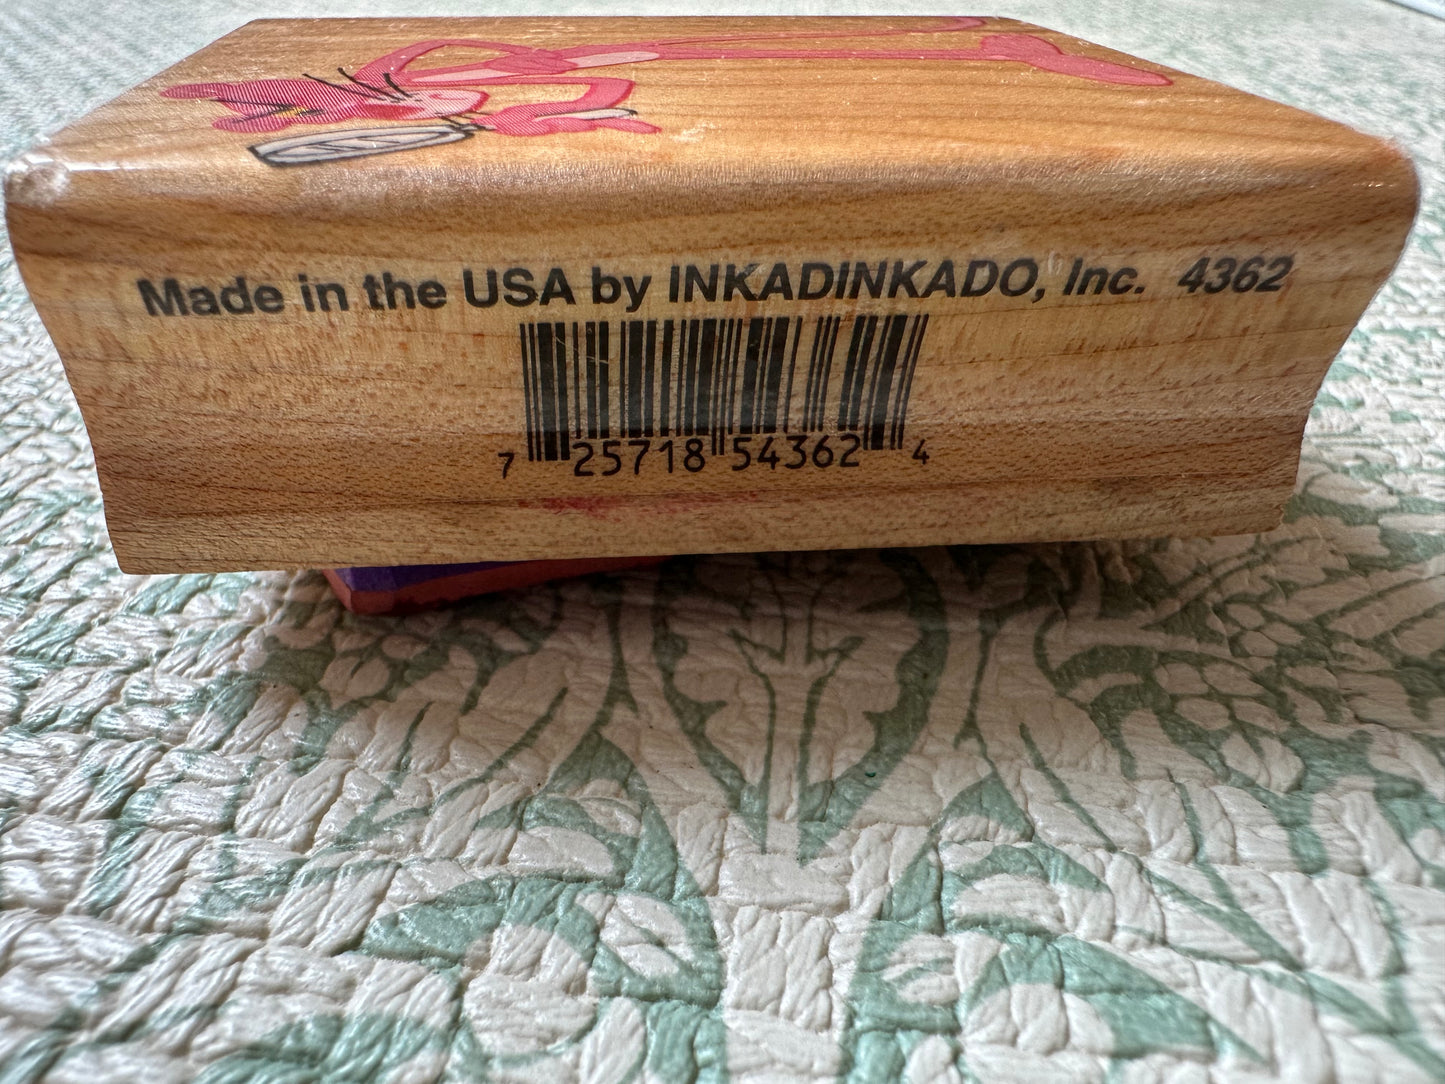 Made in the USA by INKADINKADO, Inc. 4362
7 25718 54362 4